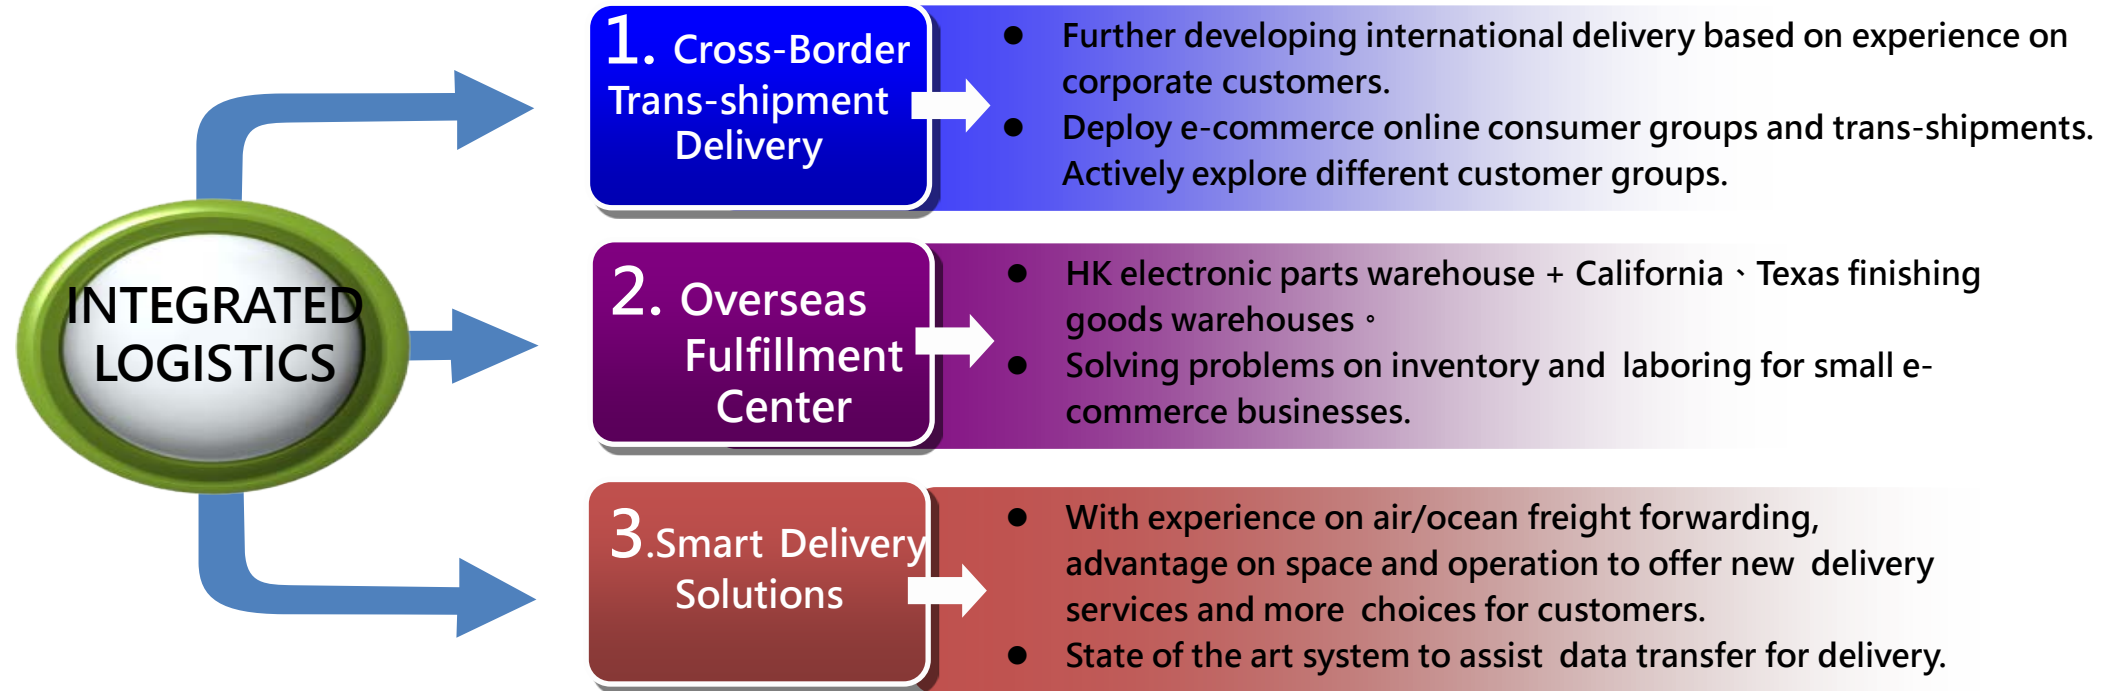 INTEGRATED
LOGISTICS
1. Cross-Border
Trans-shipment
Delivery
● Further developing international delivery based on experience on
corporate customers.
● Deploy e-commerce online consumer groups and trans-shipments.
Actively explore different customer groups.
2. Overseas
Fulfillment
Center
● HK electronic parts warehouse + California、Texas finishing
goods warehouses。
● Solving problems on inventory and laboring for small e-
commerce businesses.
3.Smart Delivery
Solutions
● With experience on air/ocean freight forwarding,
advantage on space and operation to offer new delivery
services and more choices for customers.
● State of the art system to assist data transfer for delivery.